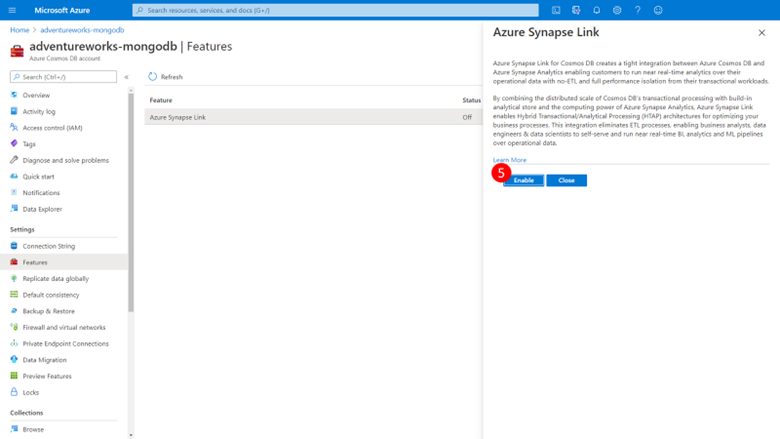 Microsoft Azure
Search resources, services, and docs (G+/)
Home > adventureworks-mongodb
adventureworks-mongodb | Features
Azure Cosmos DB account
Search (Ctrl+/)
Overview
Activity log
Access control (IAM)
Tags
Diagnose and solve problems
Quick start
Notifications
Data Explorer
Settings
Connection String
Features
Replicate data globally
Default consistency
Backup & Restore
Firewall and virtual networks
Private Endpoint Connections
Data Migration
Preview Features
Locks
Collections
Browse
Refresh
Feature Status
Azure Synapse Link Off
Azure Synapse Link
Azure Synapse Link for Cosmos DB creates a tight integration between Azure Cosmos DB and
Azure Synapse Analytics enabling customers to run near real-time analytics over their
operational data with no-ETL and full performance isolation from their transactional workloads.
By combining the distributed scale of Cosmos DB's transactional processing with build-in
analytical store and the computing power of Azure Synapse Analytics, Azure Synapse Link
enables Hybrid Transactional/Analytical Processing (HTAP) architectures for optimizing your
business processes. This integration eliminates ETL processes, enabling business analysts, data
engineers & data scientists to self-serve and run near real-time BI, analytics and ML pipelines
over operational data.
Learn More
5
Enable Close